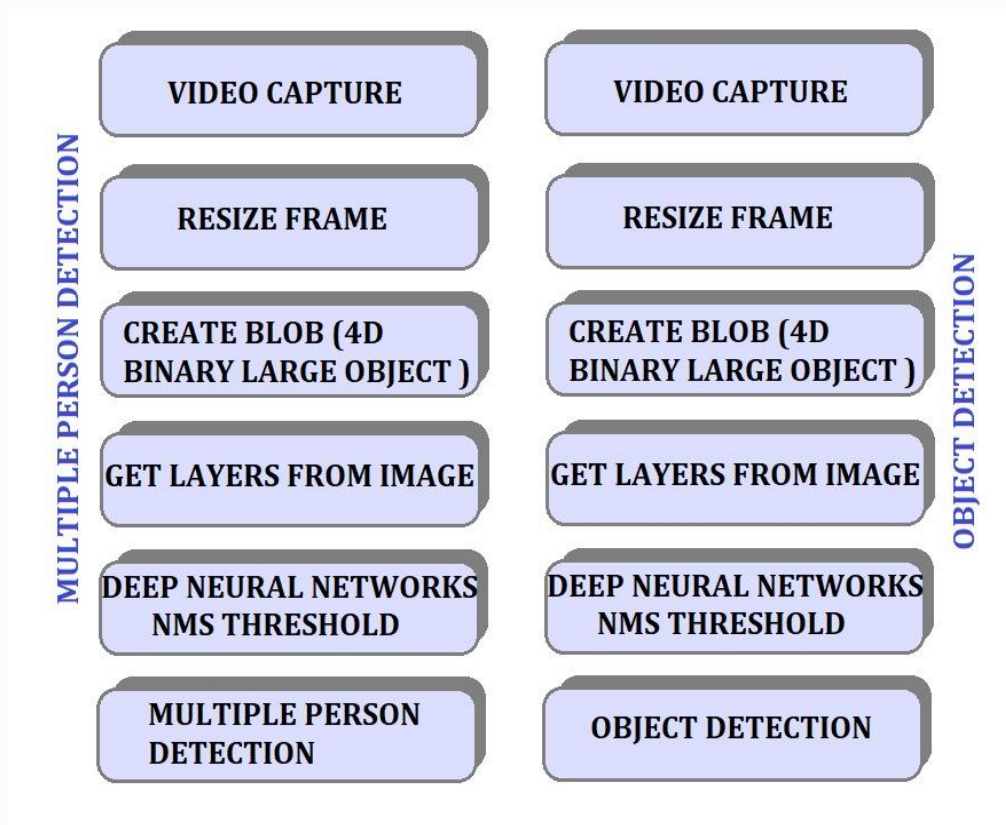 MULTIPLE PERSON DETECTION
VIDEO CAPTURE
RESIZE FRAME
CREATE BLOB (4D
BINARY LARGE OBJECT )
GET LAYERS FROM IMAGE
DEEP NEURAL NETWORKS
NMS THRESHOLD
MULTIPLE PERSON
DETECTION
VIDEO CAPTURE
RESIZE FRAME
CREATE BLOB (4D
BINARY LARGE OBJECT )
GET LAYERS FROM IMAGE
DEEP NEURAL NETWORKS
NMS THRESHOLD
OBJECT DETECTION
OBJECT DETECTION